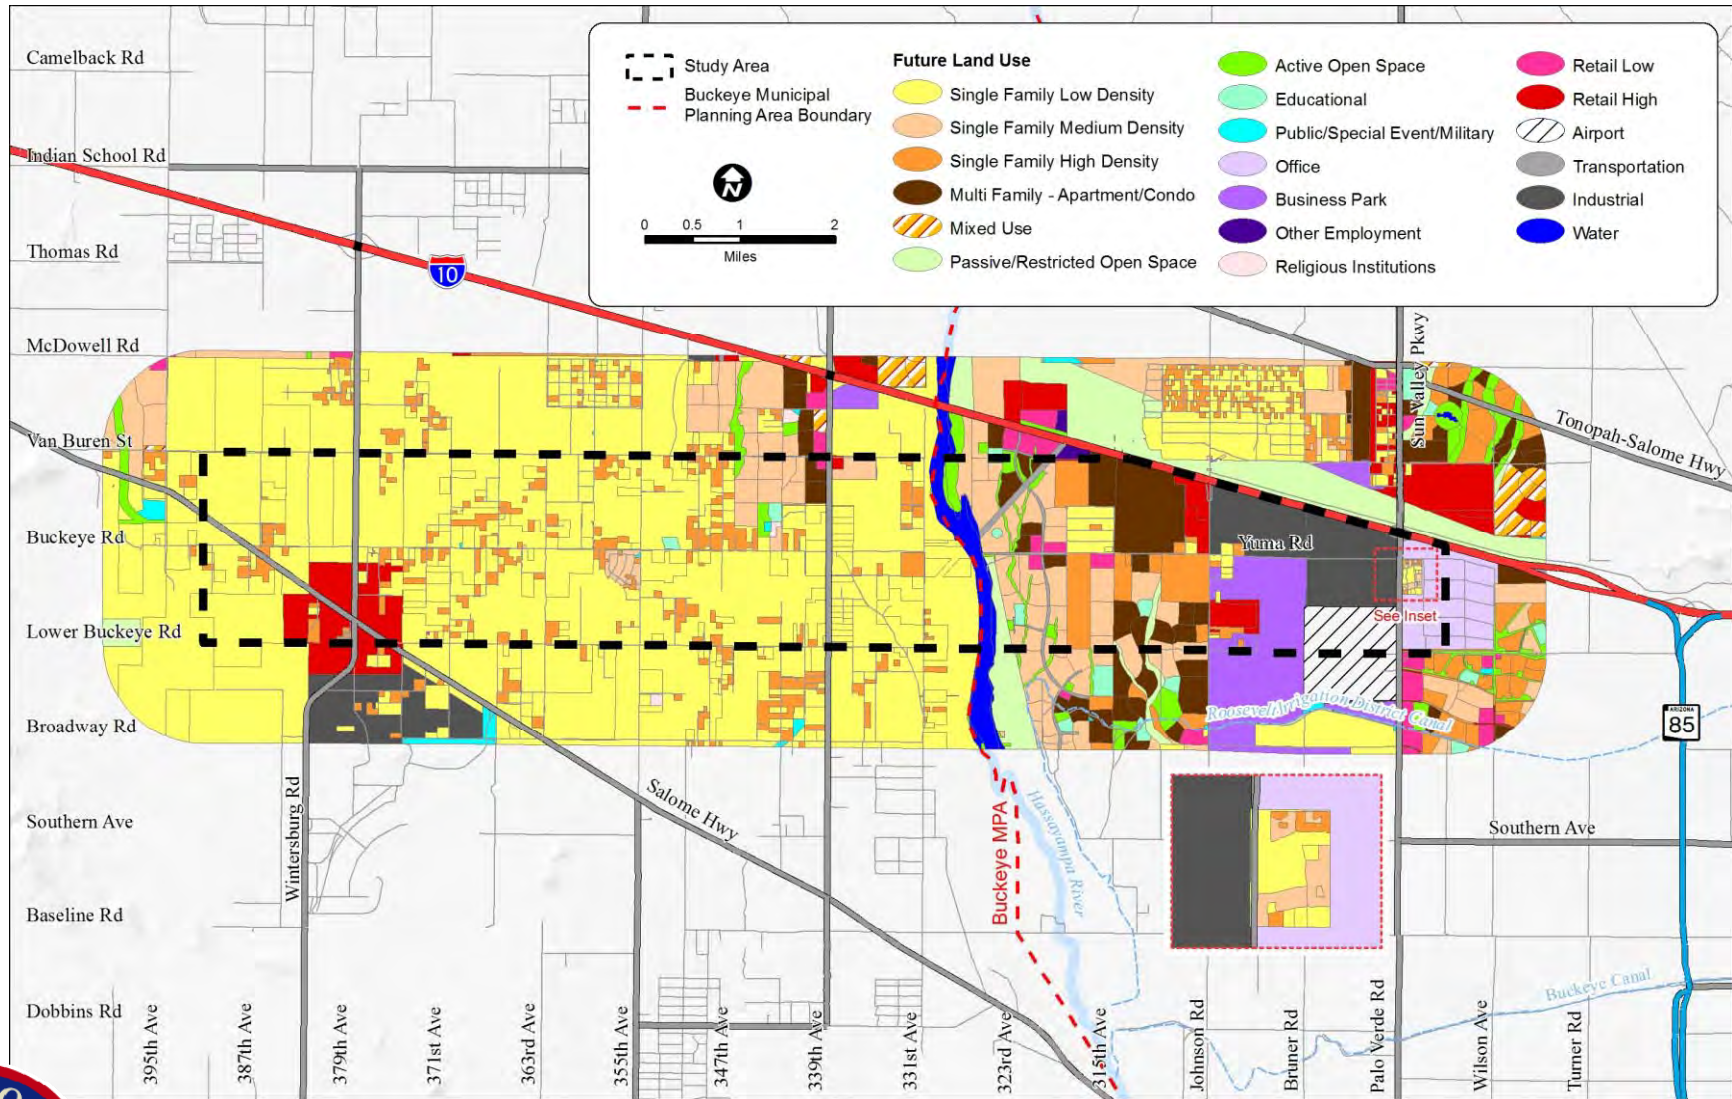 Camelback Rd
Indian School Rd
Thomas Rd
McDowell Rd
Van Buren St
Buckeye Rd
Lower Buckeye Rd
Broadway Rd
Southern Ave
Baseline Rd
Dobbins Rd
Study Area
Buckeye Municipal
Planning Area Boundary
N
0 0.5 1 2
Miles
Future Land Use
Single Family Low Density
Single Family Medium Density
Single Family High Density
Multi Family - Apartment/Condo
Mixed Use
Passive/Restricted Open Space
Active Open Space
Educational
Public/Special Event/Military
Office
Business Park
Other Employment
Religious Institutions
Retail Low
Retail High
Airport
Transportation
Industrial
Water
10
Sun Valley Pkwy
Tonopah-Salome Hwy
Yuma Rd
See Inset
Roosevelt Irrigation District Canal
ARIZONA
85
Wintersburg Rd
Salome Hwy
Buckeye MPA
Hassayampa River
Southern Ave
Buckeye Canal
395th Ave
387th Ave
379th Ave
371st Ave
363rd Ave
355th Ave
347th Ave
339th Ave
331st Ave
323rd Ave
315th Ave
Johnson Rd
Bruner Rd
Palo Verde Rd
Wilson Ave
Turner Rd